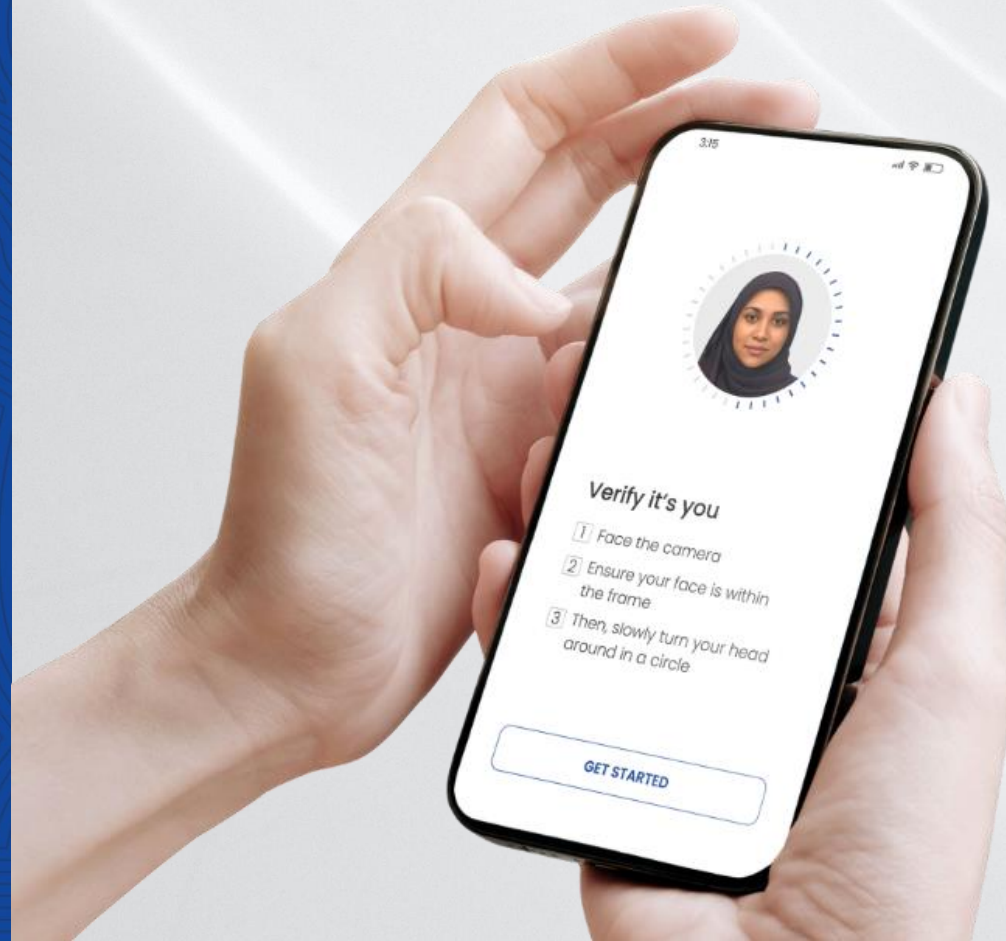 3:15
Verify it's you
1 Face the camera
2 Ensure your face is within
the frame
3 Then, slowly turn your head
around in a circle
GET STARTED